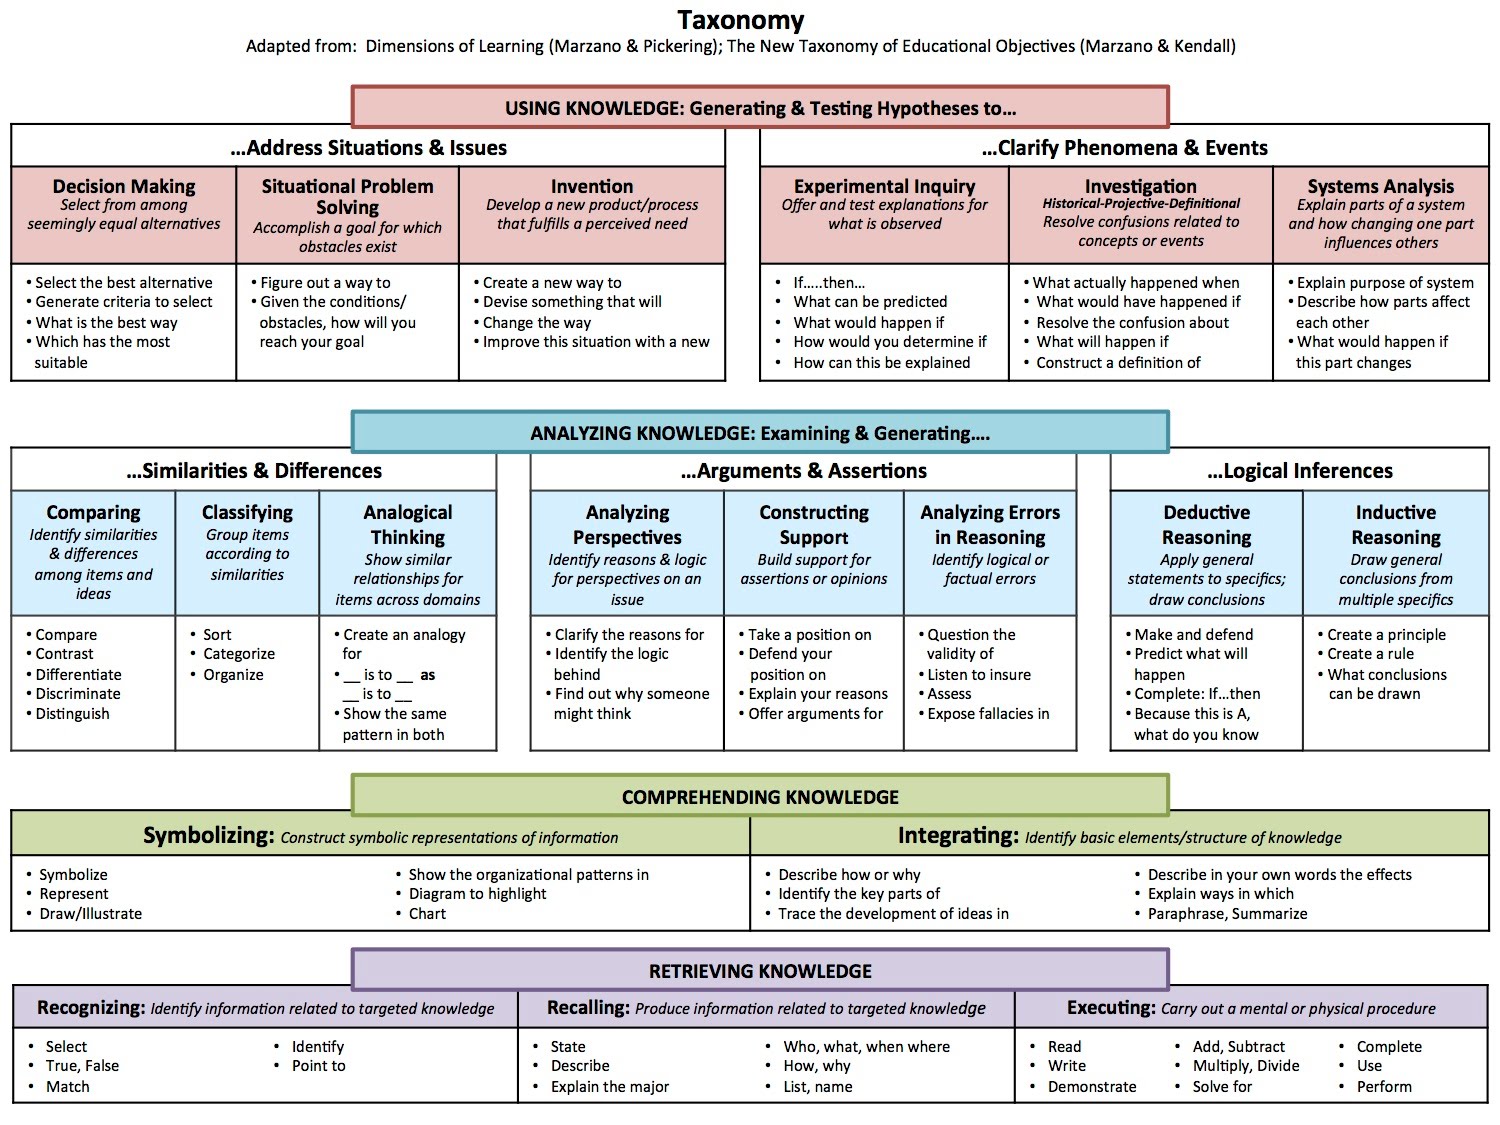 Taxonomy
Adapted from: Dimensions of Learning (Marzano & Pickering); The New Taxonomy of Educational Objectives (Marzano & Kendall)
USING KNOWLEDGE: Generating & Testing Hypotheses to…
…Address Situations & Issues
Decision Making
Select from among
seemingly equal alternatives
• Select the best alternative
• Generate criteria to select
• What is the best way
• Which has the most
suitable
Situational Problem
Solving
Accomplish a goal for which
obstacles exist
• Figure out a way to
• Given the conditions/
obstacles, how will you
reach your goal
Invention
Develop a new product/process
that fulfills a perceived need
• Create a new way to
• Devise something that will
• Change the way
• Improve this situation with a new
…Clarify Phenomena & Events
Experimental Inquiry
Offer and test explanations for
what is observed
• If…..then…
• What can be predicted
• What would happen if
• How would you determine if
• How can this be explained
Investigation
Historical-Projective-Definitional
Resolve confusions related to
concepts or events
• What actually happened when
• What would have happened if
• Resolve the confusion about
• What will happen if
• Construct a definition of
Systems Analysis
Explain parts of a system
and how changing one part
influences others
• Explain purpose of system
• Describe how parts affect
each other
• What would happen if
this part changes
ANALYZING KNOWLEDGE: Examining & Generating….
…Similarities & Differences
Comparing
Identify similarities
& differences
among items and
ideas
• Compare
• Contrast
• Differentiate
• Discriminate
• Distinguish
Classifying
Group items
according to
similarities
• Sort
• Categorize
• Organize
Analogical
Thinking
Show similar
relationships for
items across domains
• Create an analogy
for
• __ is to __ as
__ is to __
• Show the same
pattern in both
…Arguments & Assertions
Analyzing
Perspectives
Identify reasons & logic
for perspectives on an
issue
• Clarify the reasons for
• Identify the logic
behind
• Find out why someone
might think
Constructing
Support
Build support for
assertions or opinions
• Take a position on
• Defend your
position on
• Explain your reasons
• Offer arguments for
Analyzing Errors
in Reasoning
Identify logical or
factual errors
• Question the
validity of
• Listen to insure
• Assess
• Expose fallacies in
…Logical Inferences
Deductive
Reasoning
Apply general
statements to specifics;
draw conclusions
• Make and defend
• Predict what will
happen
• Complete: If…then
• Because this is A,
what do you know
Inductive
Reasoning
Draw general
conclusions from
multiple specifics
• Create a principle
• Create a rule
• What conclusions
can be drawn
COMPREHENDING KNOWLEDGE
Symbolizing: Construct symbolic representations of information
• Symbolize
• Represent
• Draw/Illustrate
• Show the organizational patterns in
• Diagram to highlight
• Chart
Integrating: Identify basic elements/structure of knowledge
• Describe how or why
• Identify the key parts of
• Trace the development of ideas in
• Describe in your own words the effects
• Explain ways in which
• Paraphrase, Summarize
RETRIEVING KNOWLEDGE
Recognizing: Identify information related to targeted knowledge
• Select
• True, False
• Match
• Identify
• Point to
Recalling: Produce information related to targeted knowledge
• State
• Describe
• Explain the major
• Who, what, when where
• How, why
• List, name
Executing: Carry out a mental or physical procedure
• Read
• Write
• Demonstrate
• Add, Subtract
• Multiply, Divide
• Solve for
• Complete
• Use
• Perform